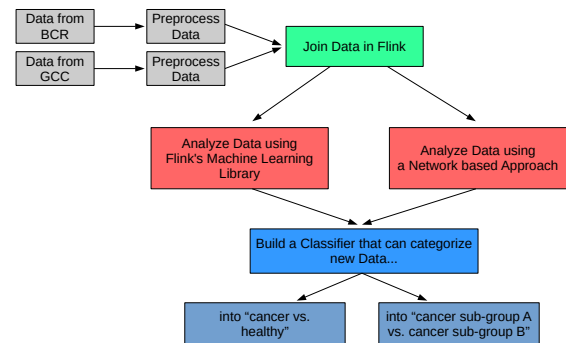 Data from
BCR
Preprocess
Data
Data from
GCC
Preprocess
Data
Join Data in Flink
Analyze Data using
Flink's Machine Learning
Library
Analyze Data using
a Network based Approach
Build a Classifier that can categorize
new Data...
into “cancer vs.
healthy”
into “cancer sub-group A
vs. cancer sub-group B”